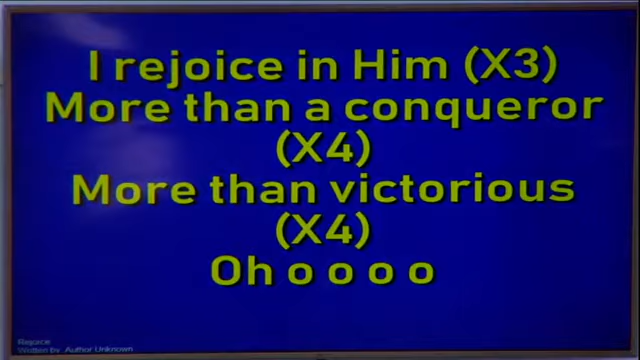 I rejoice in Him (X3)
More than a conqueror
(X4)
More than victorious
(X4)
Oh o o o o
Rejoice
Written by Author Unknown